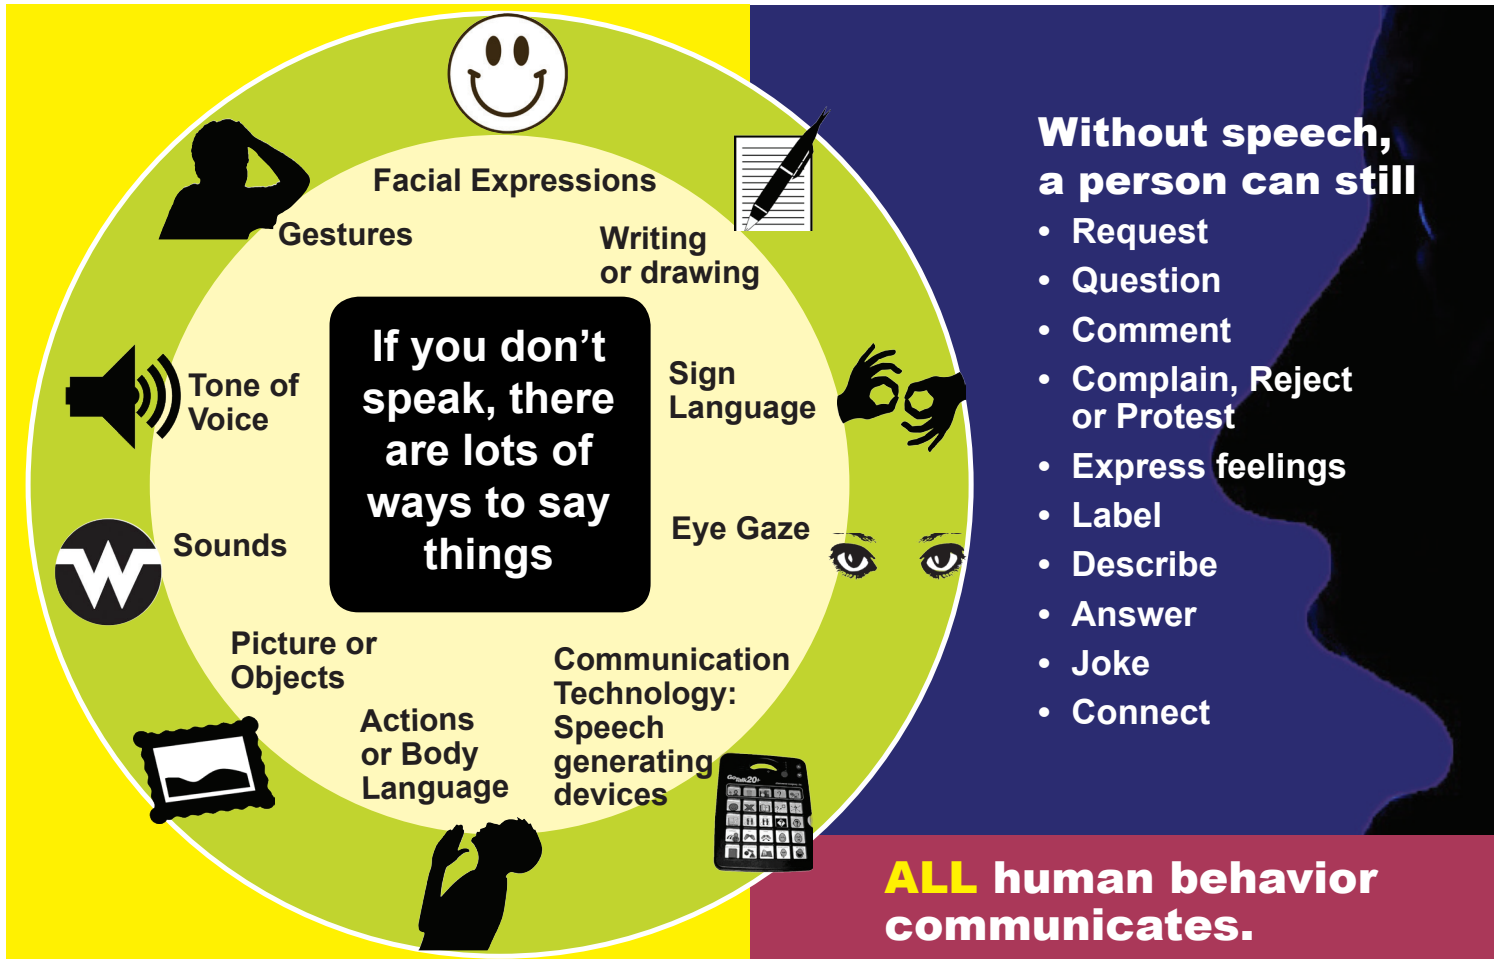 Facial Expressions
Gestures
Writing
or drawing
If you don't
speak, there
are lots of
ways to say
things
Tone of
Voice
Sign
Language
Sounds
W
Eye Gaze
Picture or
Objects
Actions
or Body
Language
Communication
Technology:
Speech
generating
devices
GoTalk20+
Without speech,
a person can still
• Request
• Question
• Comment
• Complain, Reject
or Protest
• Express feelings
• Label
• Describe
• Answer
• Joke
• Connect
ALL human behavior
communicates.